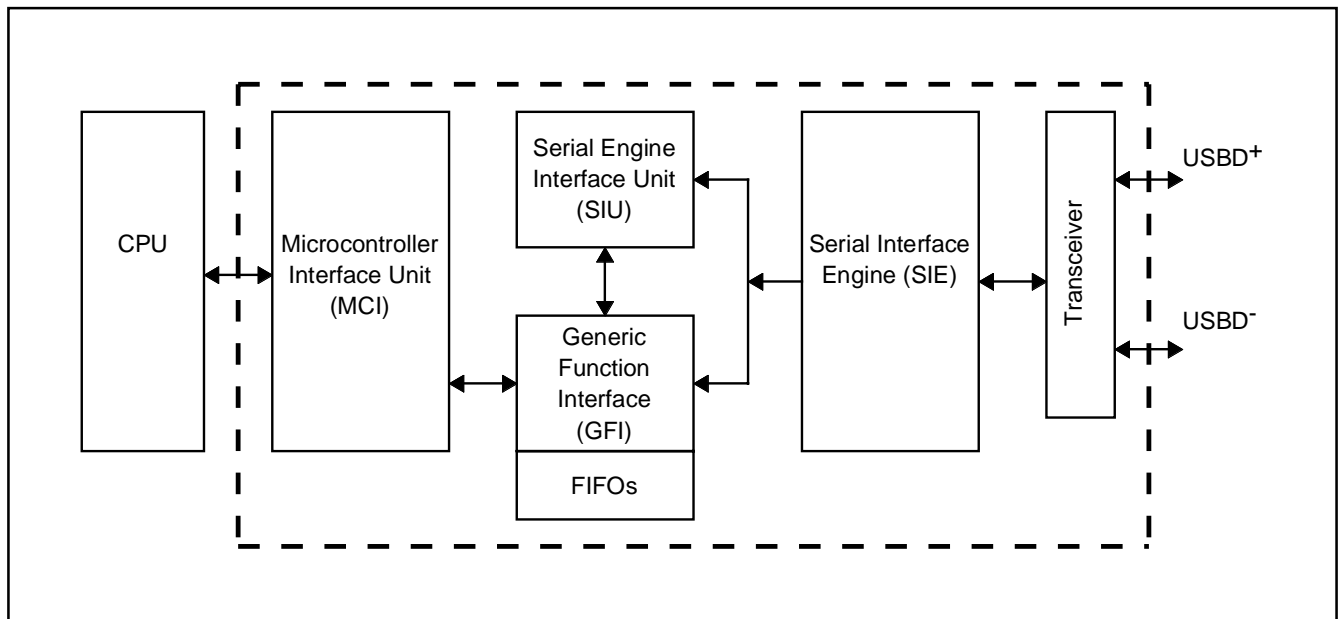 CPU
Microcontroller
Interface Unit
(MCI)
Serial Engine
Interface Unit
(SIU)
Generic
Function
Interface
(GFI)
FIFOs
Serial Interface
Engine (SIE)
Transceiver
USBD+
USBD-